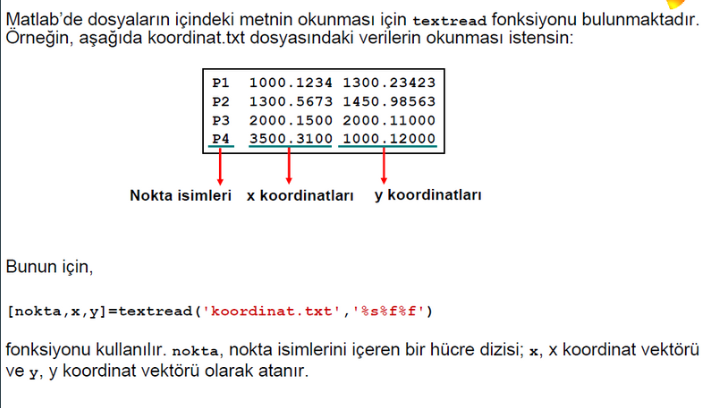 Matlab’de dosyaların içindeki metnin okunması için textread fonksiyonu bulunmaktadır.
Örneğin, aşağıda koordinat.txt dosyasındaki verilerin okunması istensin:
P1 1000.1234 1300.23423
P2 1300.5673 1450.98563
P3 2000.1500 2000.11000
P4 3500.3100 1000.12000
Nokta isimleri x koordinatları y koordinatları
Bunun için,
[nokta,x,y]=textread('koordinat.txt','%s%f%f')
fonksiyonu kullanılır. nokta, nokta isimlerini içeren bir hücre dizisi; x, x koordinat vektörü
ve y, y koordinat vektörü olarak atanır.